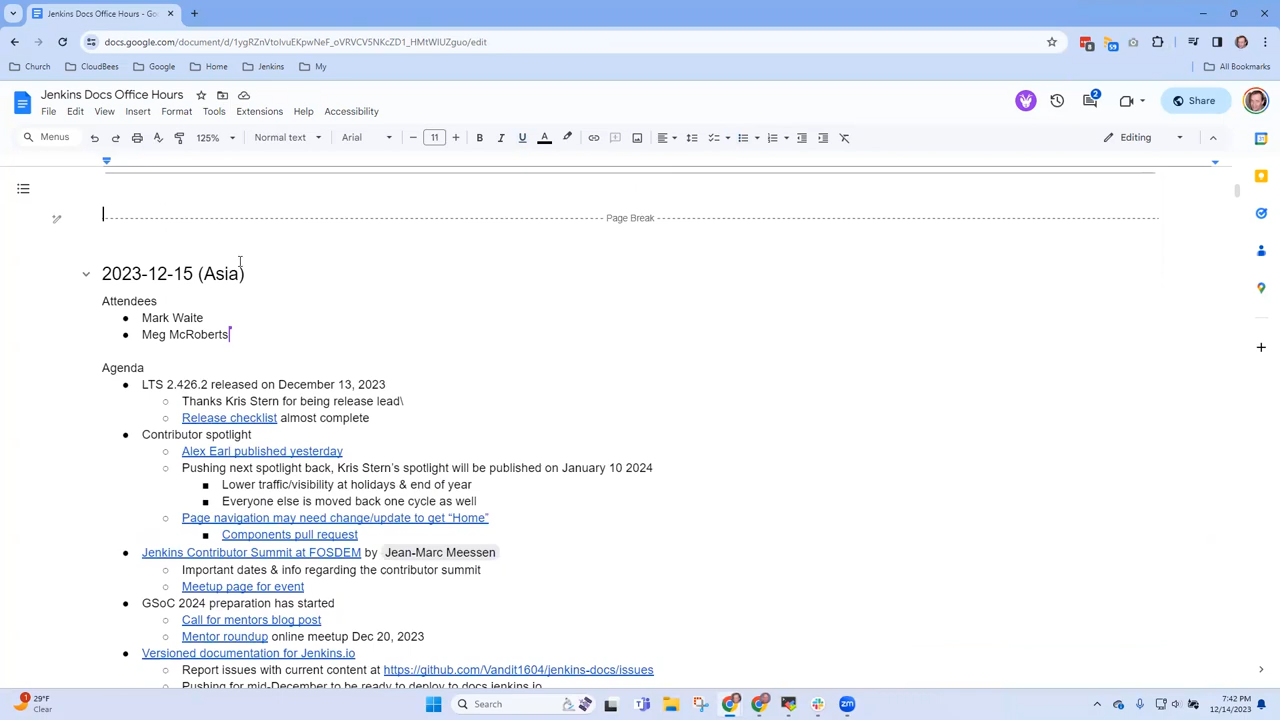 Jenkins Docs Office Hours - Go
docs.google.com/document/d/1ygRZnVtoIvuEKpwNeF_oVRVCV5NKcZD1_HMtWIUZguo/edit
Church
CloudBees
Google
Home
Jenkins
My
All Bookmarks
Jenkins Docs Office Hours
File Edit View Insert Format Tools Extensions Help Accessibility
2
Share
Menus
125%
Normal text
Arial
11
B I U A
Editing
Page Break
2023-12-15 (Asia)
Attendees
● Mark Waite
● Meg McRoberts
Agenda
● LTS 2.426.2 released on December 13, 2023
○ Thanks Kris Stern for being release lead\
○ Release checklist almost complete
● Contributor spotlight
○ Alex Earl published yesterday
○ Pushing next spotlight back, Kris Stern’s spotlight will be published on January 10 2024
■ Lower traffic/visibility at holidays & end of year
■ Everyone else is moved back one cycle as well
○ Page navigation may need change/update to get “Home”
■ Components pull request
● Jenkins Contributor Summit at FOSDEM by Jean-Marc Meessen
○ Important dates & info regarding the contributor summit
○ Meetup page for event
● GSoC 2024 preparation has started
○ Call for mentors blog post
○ Mentor roundup online meetup Dec 20, 2023
● Versioned documentation for Jenkins.io
○ Report issues with current content at https://github.com/Vandit1604/jenkins-docs/issues
○ Pushing for mid-December to be ready to deploy to docs.jenkins.io
1
29°F
Clear
Search
zm
7:42 PM
12/14/2023